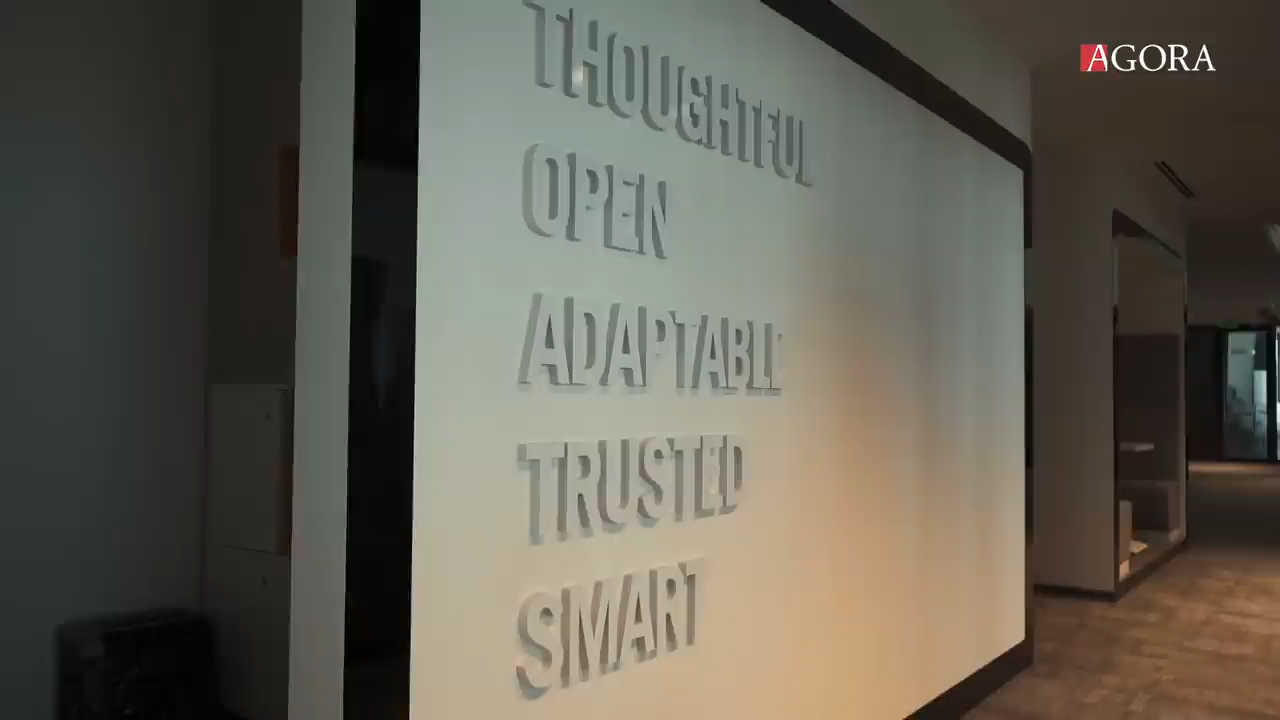 AGORA
THOUGHTFUL
OPEN
ADAPTABLE
TRUSTED
SMART